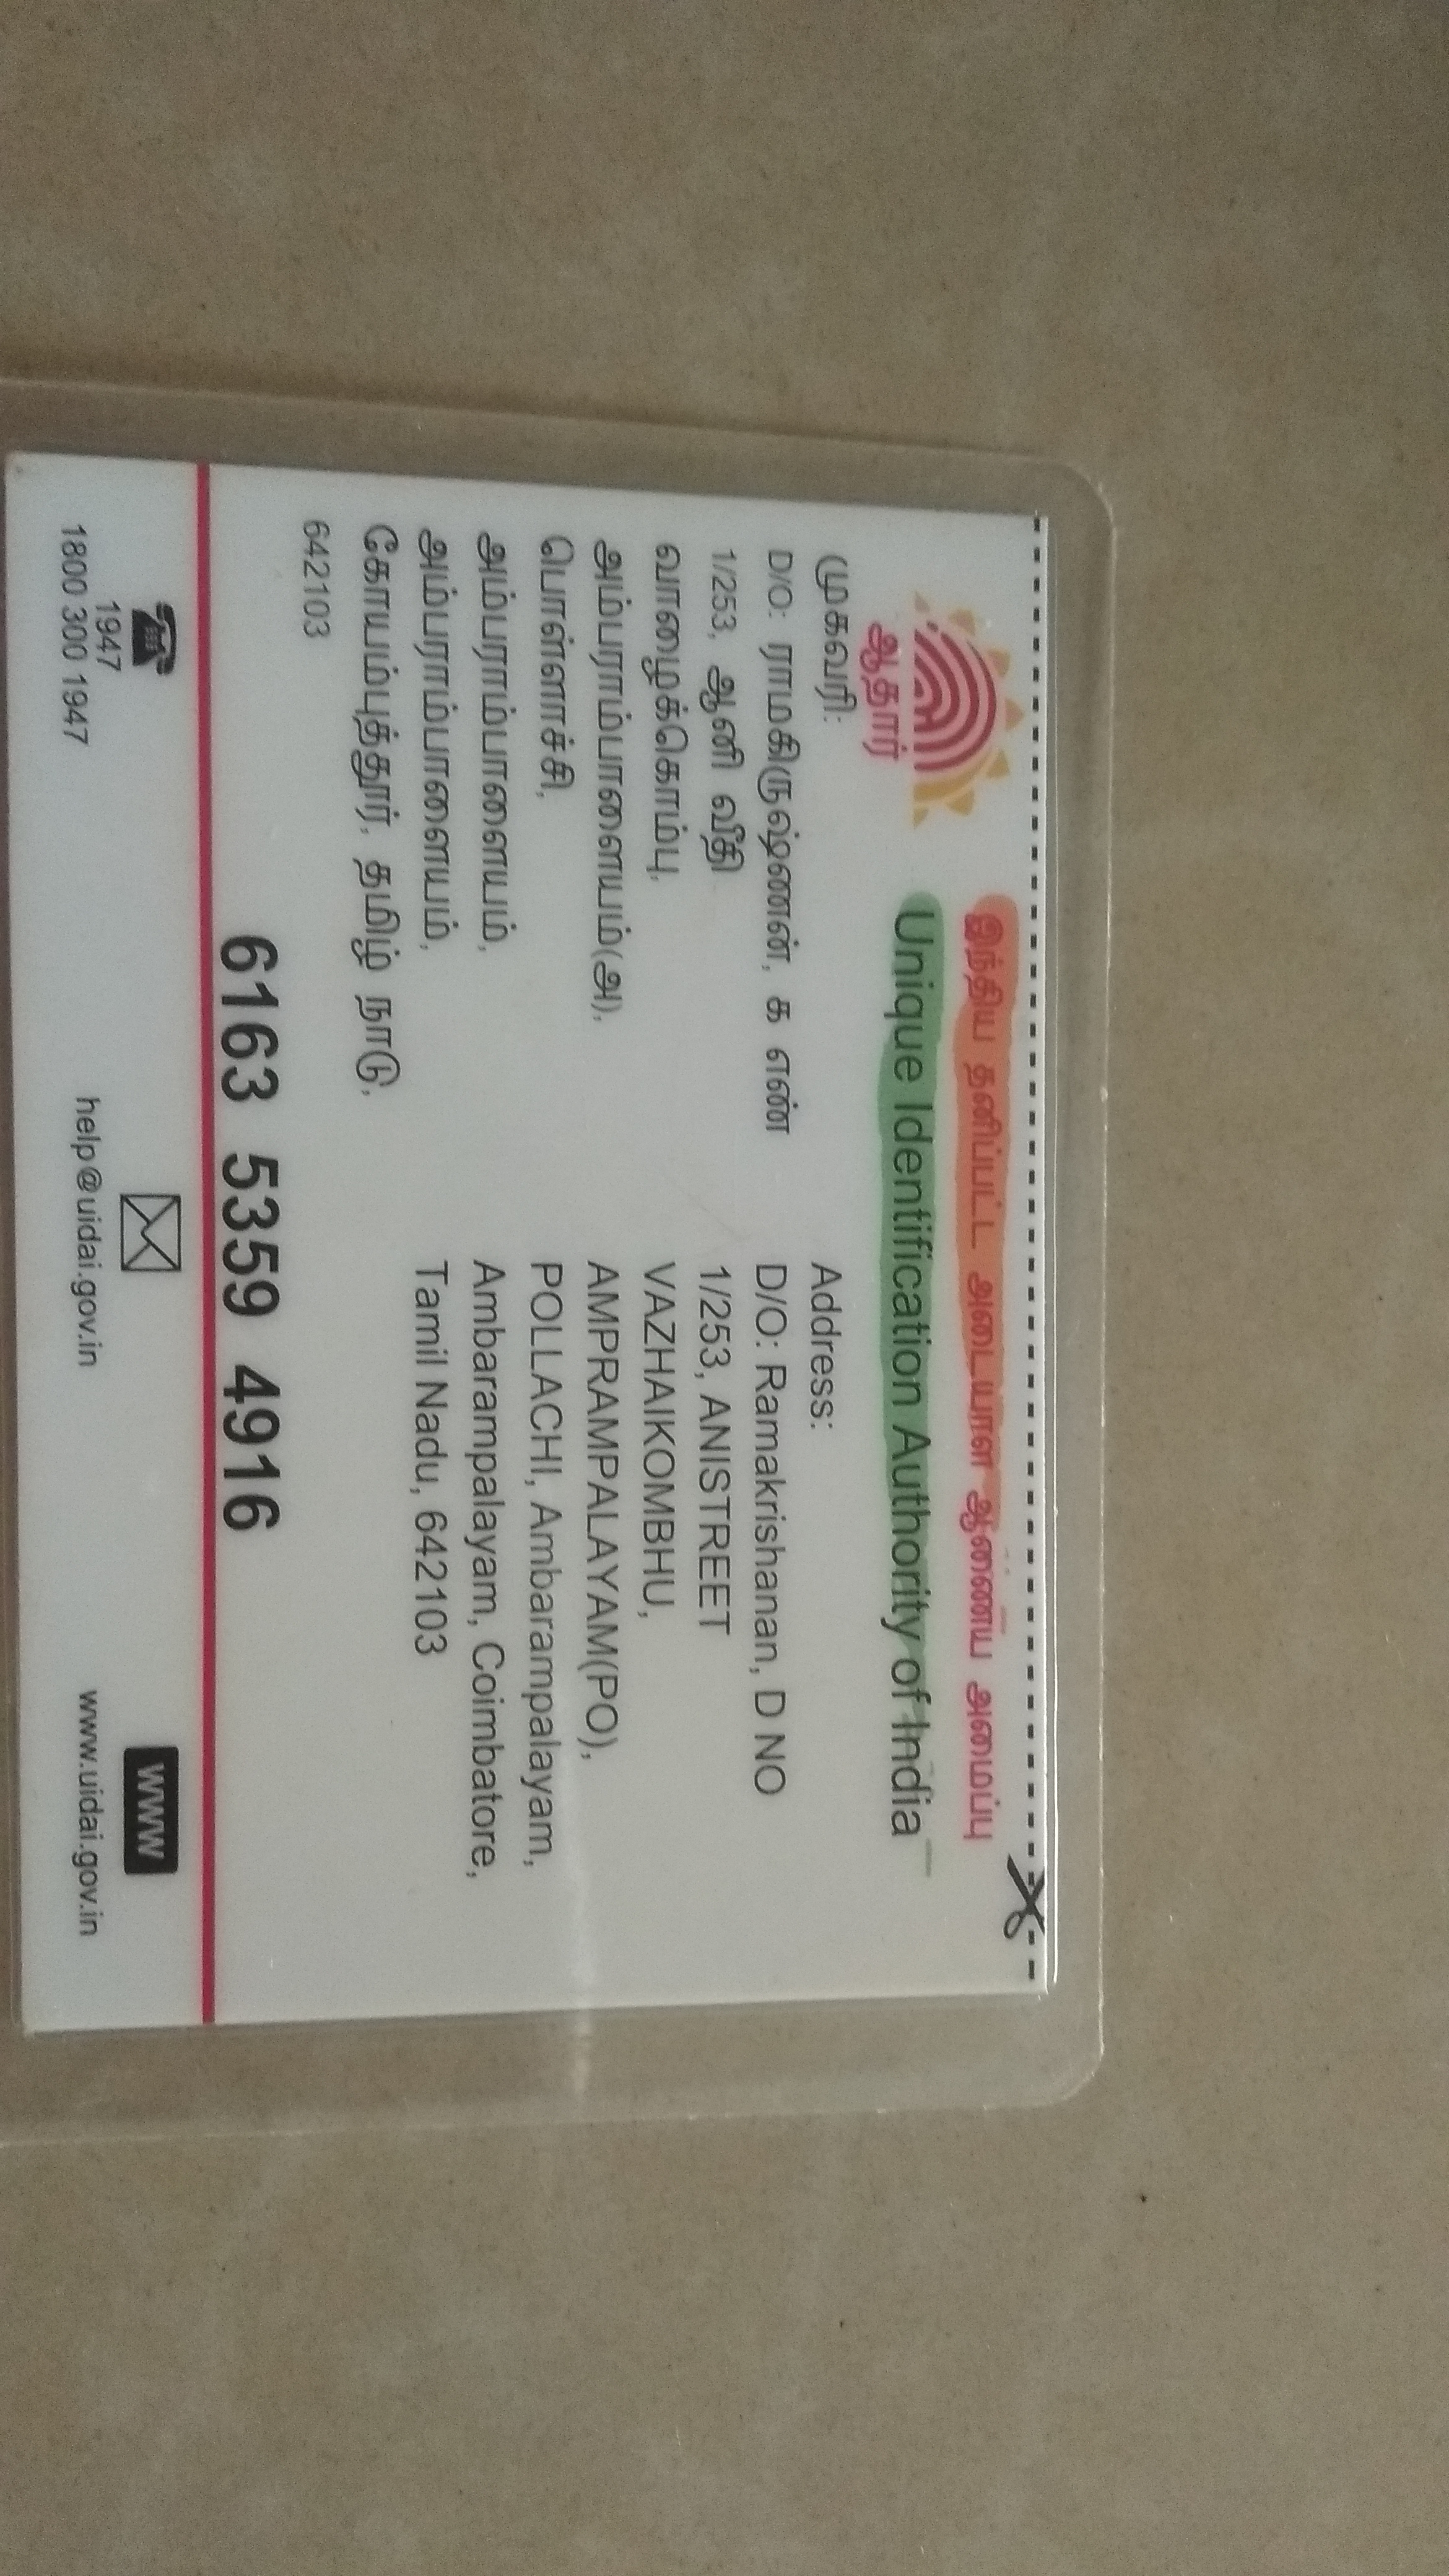 இந்திய தனிப்பட்ட அடையாள ஆணைய அமைப்பு
Unique Identification Authority of India
ஆதார்
முகவரி:
D/O: ராமகிருஷ்ணன், க எண்
1/253, ஆனி வீதி
வாழைக்கொம்பு,
அம்பராம்பாளையம்(அ),
பொள்ளாச்சி,
அம்பராம்பாளையம்,
அம்பராம்பாளையம்,
கோயம்புத்தூர், தமிழ் நாடு,
642103
Address:
D/O: Ramakrishanan, D NO
1/253, ANISTREET
VAZHAIKOMBHU,
AMPRAMPALAYAM(PO),
POLLACHI, Ambarampalayam,
Ambarampalayam, Coimbatore,
Tamil Nadu, 642103
6163 5359 4916
1947
1800 300 1947
help@uidai.gov.in
www
www.uidai.gov.in